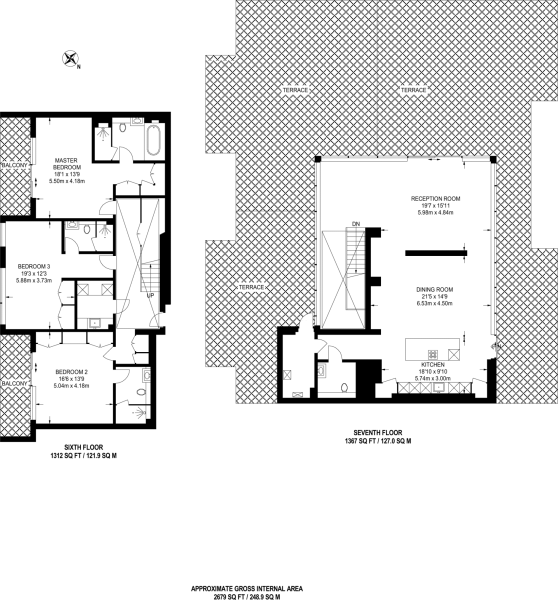 N
BALCONY
MASTER
BEDROOM
18'1 x 13'9
5.50m x 4.18m
BEDROOM 3
19'3 x 12'3
5.88m x 3.73m
UP
BALCONY
BEDROOM 2
16'6 x 13'9
5.04m x 4.18m
SIXTH FLOOR
1312 SQ FT / 121.9 SQ M
TERRACE
TERRACE
RECEPTION ROOM
19'7 x 15'11
5.98m x 4.84m
DN
TERRACE
DINING ROOM
21'5 x 14'9
6.53m x 4.50m
KITCHEN
18'10 x 9'10
5.74m x 3.00m
SEVENTH FLOOR
1367 SQ FT / 127.0 SQ M
APPROXIMATE GROSS INTERNAL AREA
2679 SQ FT / 248.9 SQ M